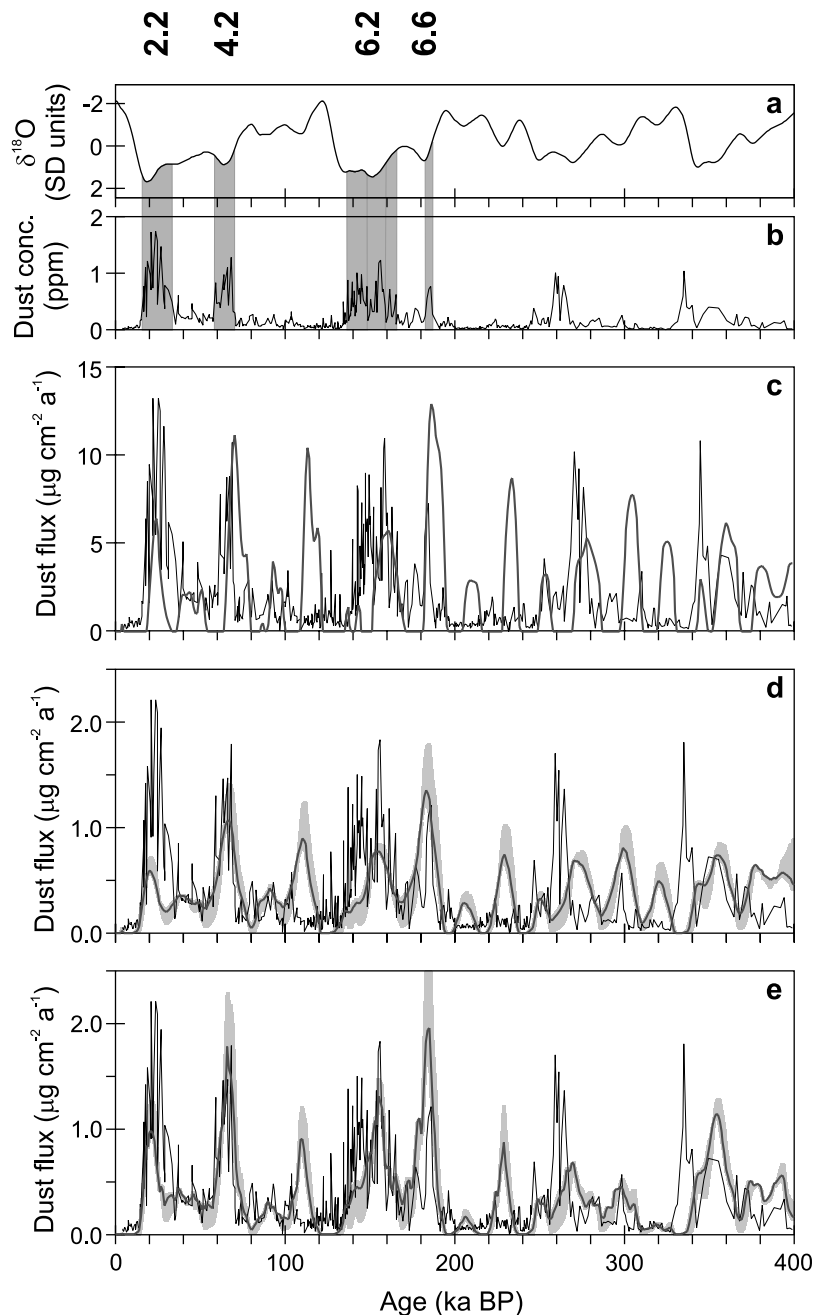 2.2 4.2 6.2 6.6
a
δ18O
(SD units)
-2
0
2
b
Dust conc.
(ppm)
2
1
0
c
Dust flux (μg cm-2 a-1)
15
10
5
0
d
Dust flux (μg cm-2 a-1)
2.0
1.0
0.0
e
Dust flux (μg cm-2 a-1)
2.0
1.0
0.0
0 100 200 300 400
Age (ka BP)